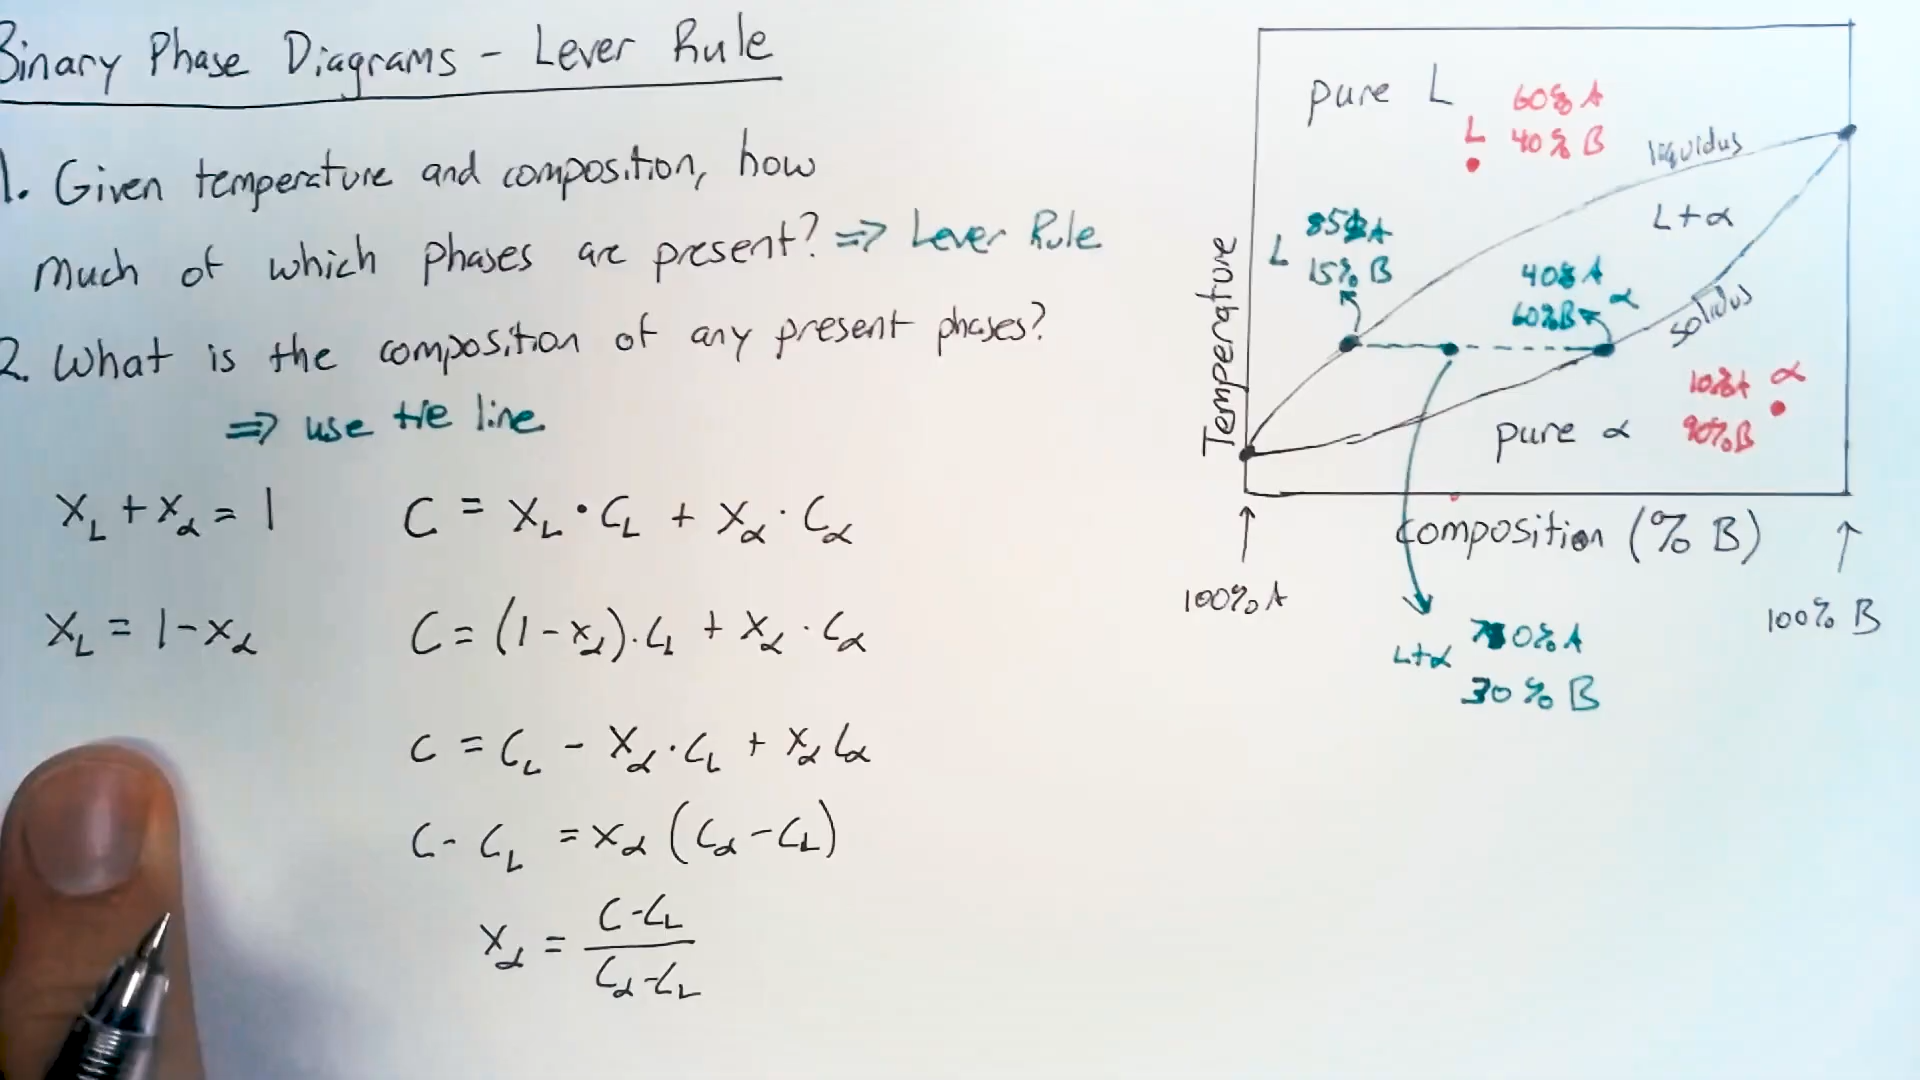 Binary Phase Diagrams - Lever Rule
1. Given temperature and composition, how
much of which phases are present? ⇒ Lever Rule
2. What is the composition of any present phases?
⇒ use tie line
X_L + X_α = 1
C = X_L · C_L + X_α · C_α
X_L = 1 - X_α
C = (1 - X_α) · C_L + X_α · C_α
C = C_L - X_α · C_L + X_α C_α
C - C_L = X_α (C_α - C_L)
X_α = (C - C_L) / (C_α - C_L)
pure L
60% A
L 40% B
liquidus
L + α
85% A
L 15% B
40% A
60% B α
solidus
Temperature
10% A α
90% B
pure α
composition (% B)
100% A
100% B
L+α 70% A
30% B